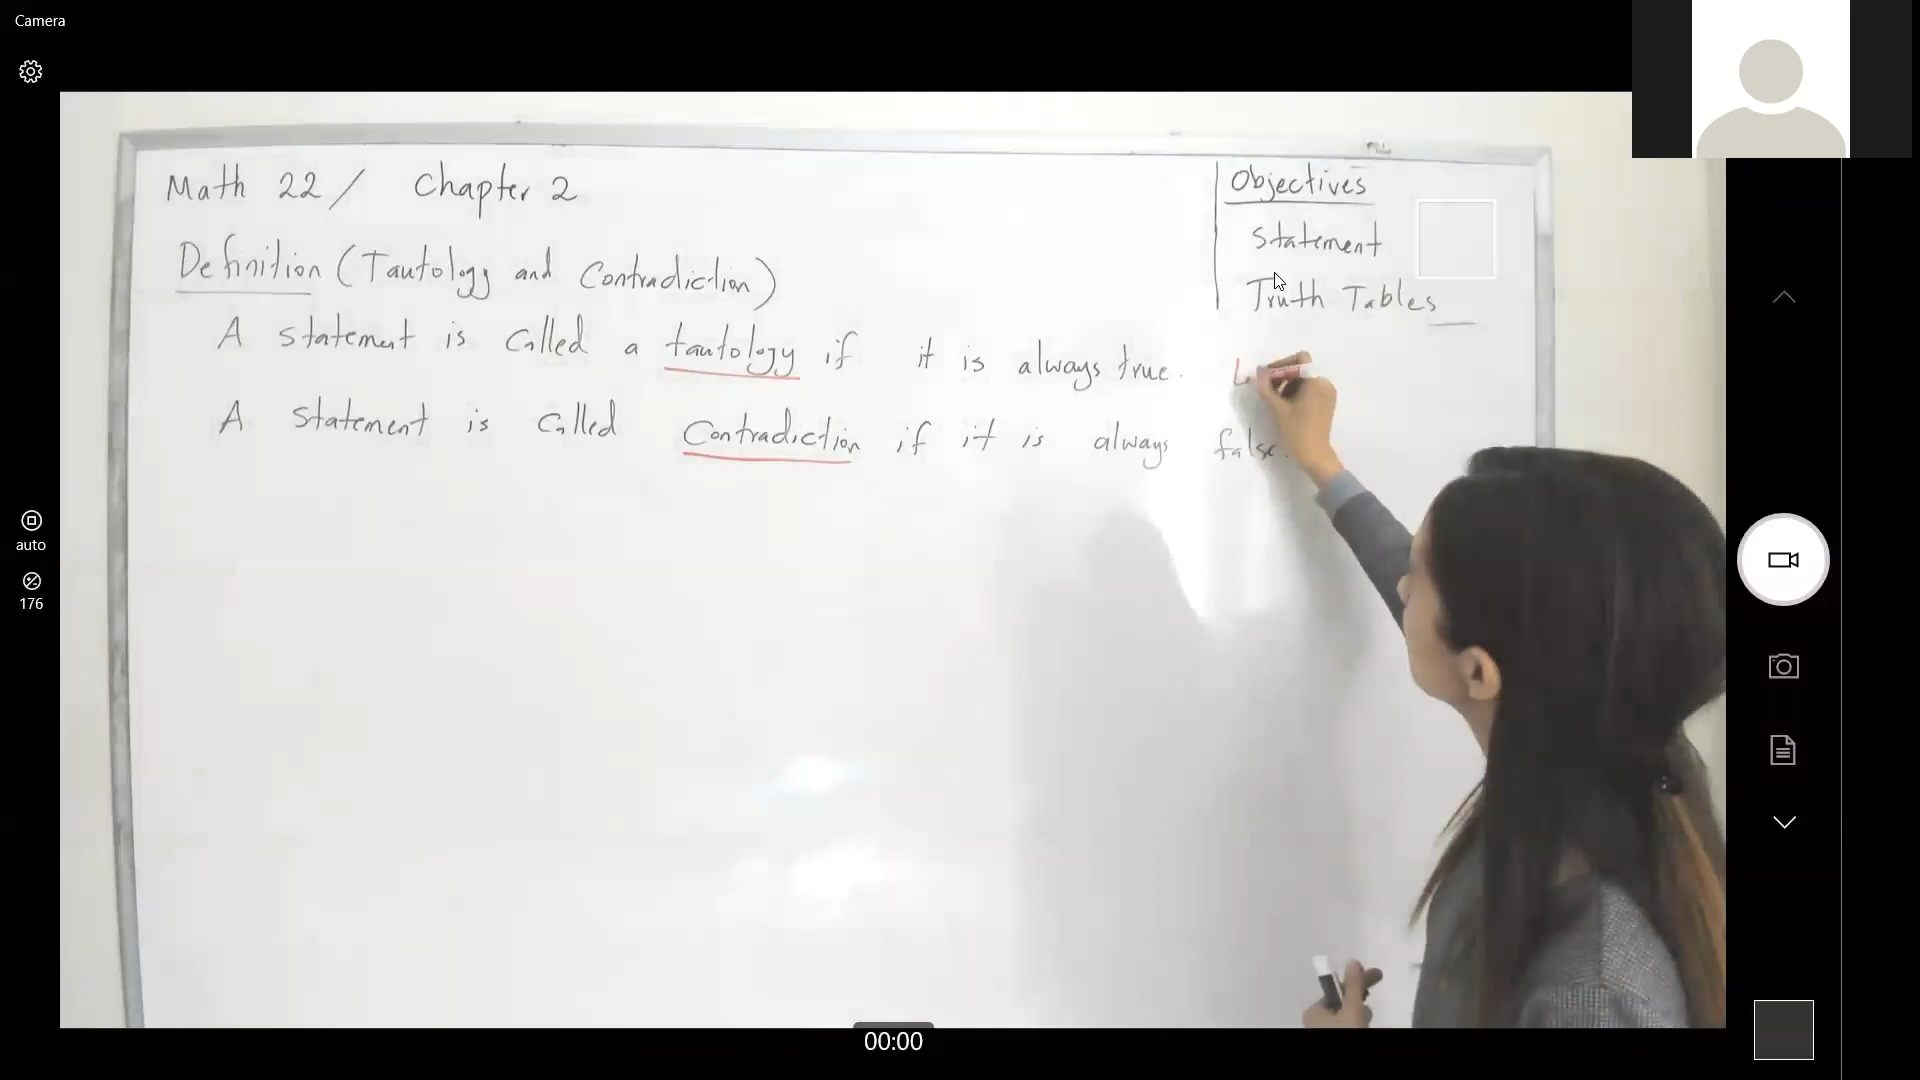 Camera
Math 22 / Chapter 2
Objectives
Statement
Truth Tables
Definition (Tautology and Contradiction)
A statement is called a tautology if it is always true.
A statement is called Contradiction if it is always false.
auto
176
00:00